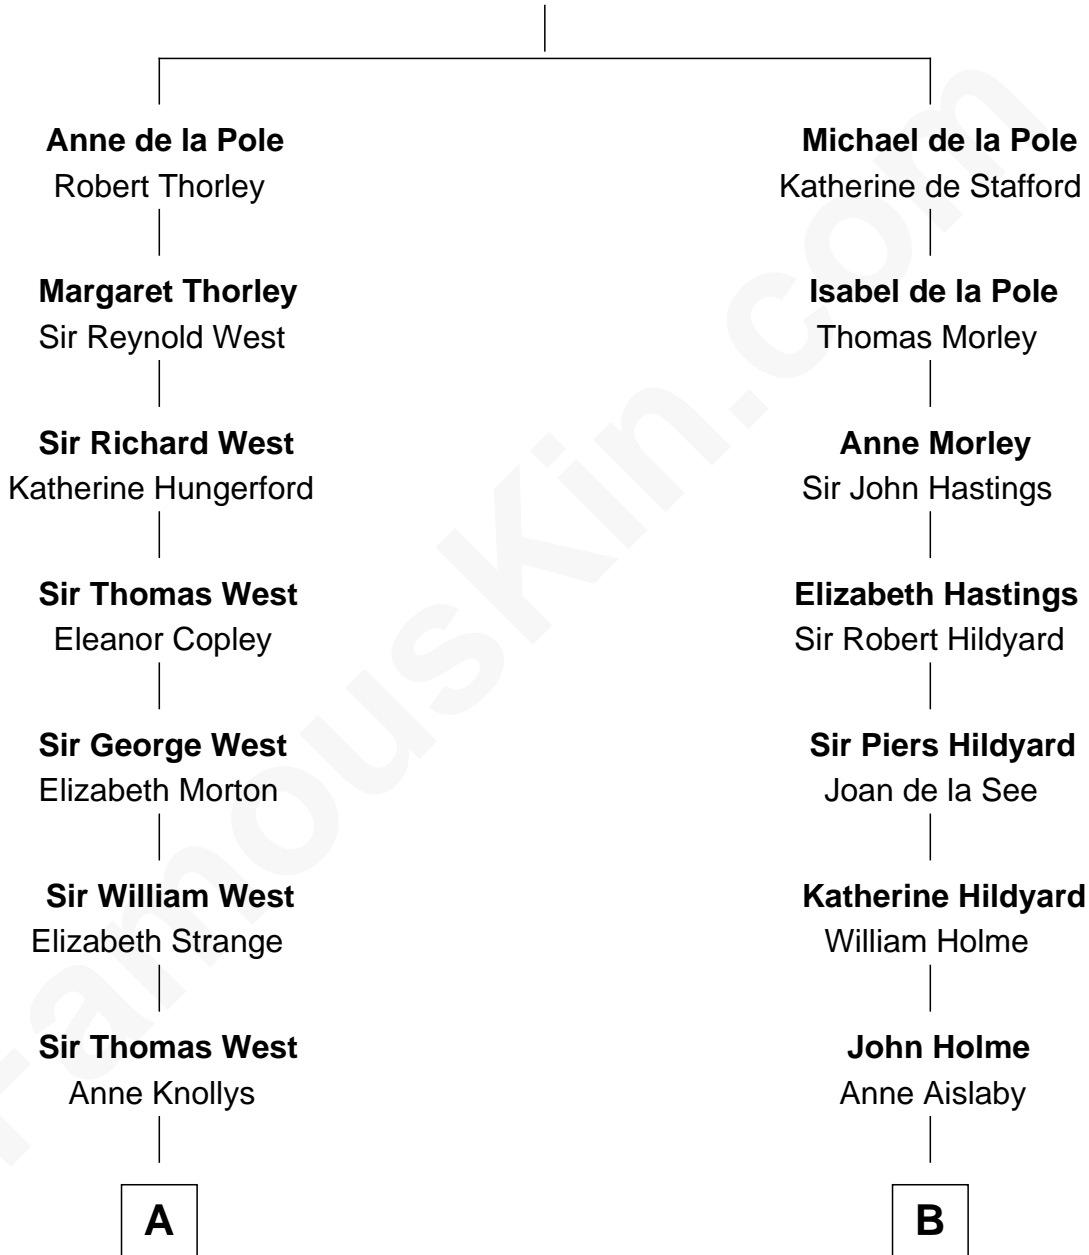 Anne de la Pole
Robert Thorley
Margaret Thorley
Sir Reynold West
Sir Richard West
Katherine Hungerford
Sir Thomas West
Eleanor Copley
Sir George West
Elizabeth Morton
Sir William West
Elizabeth Strange
Sir Thomas West
Anne Knollys
A
Michael de la Pole
Katherine de Stafford
Isabel de la Pole
Thomas Morley
Anne Morley
Sir John Hastings
Elizabeth Hastings
Sir Robert Hildyard
Sir Piers Hildyard
Joan de la See
Katherine Hildyard
William Holme
John Holme
Anne Aislaby
B
FamousKin.com